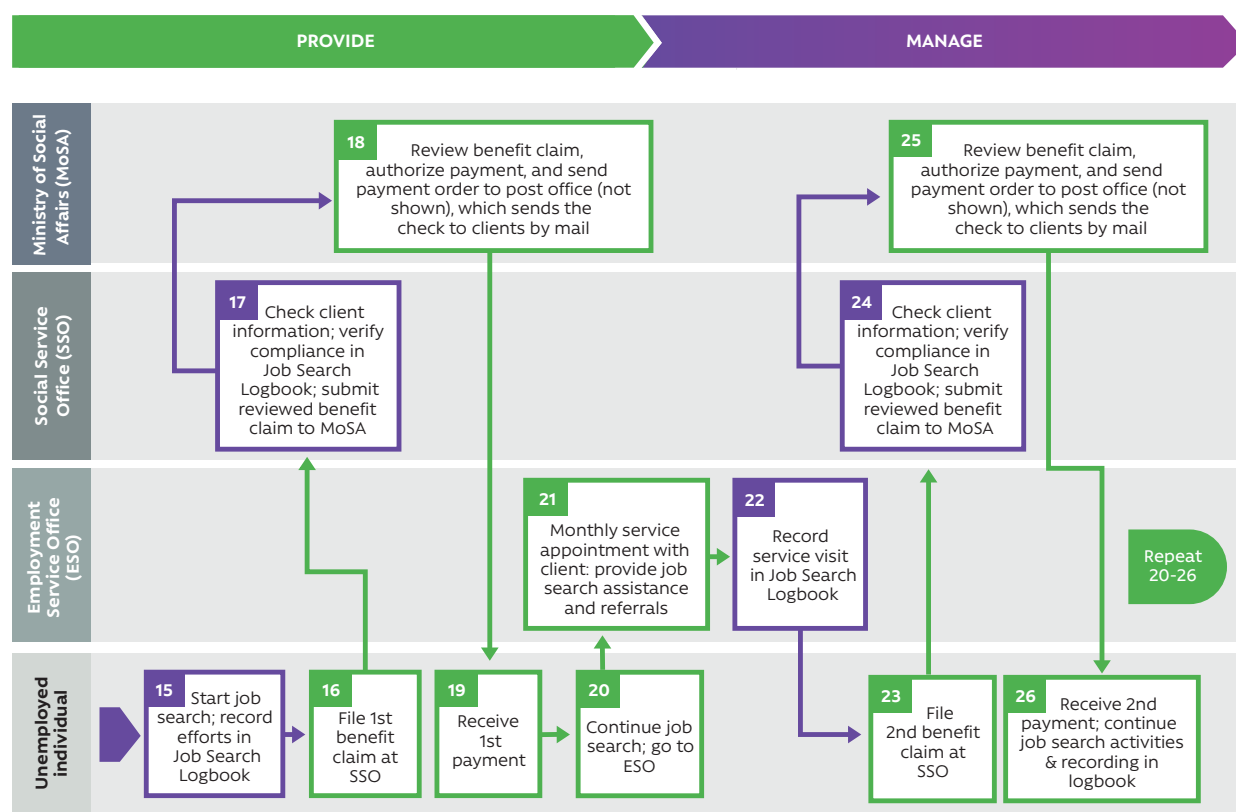 PROVIDE
MANAGE
Ministry of Social
Affairs (MoSA)
18
Review benefit claim,
authorize payment, and send
payment order to post office (not
shown), which sends the
check to clients by mail
25
Review benefit claim,
authorize payment, and send
payment order to post office (not
shown), which sends the
check to clients by mail
Social Service
Office (SSO)
17
Check client
information; verify
compliance in
Job Search
Logbook; submit
reviewed benefit
claim to MoSA
24
Check client
information; verify
compliance in
Job Search
Logbook; submit
reviewed benefit
claim to MoSA
Employment
Service Office
(ESO)
21
Monthly service
appointment with
client: provide job
search assistance
and referrals
22
Record
service visit
in Job Search
Logbook
Repeat
20-26
Unemployed
individual
15
Start job
search; record
efforts in
Job Search
Logbook
16
File 1st
benefit
claim at
SSO
19
Receive
1st
payment
20
Continue job
search; go to
ESO
23
File
2nd benefit
claim at
SSO
26
Receive 2nd
payment; continue
job search activities
& recording in
logbook